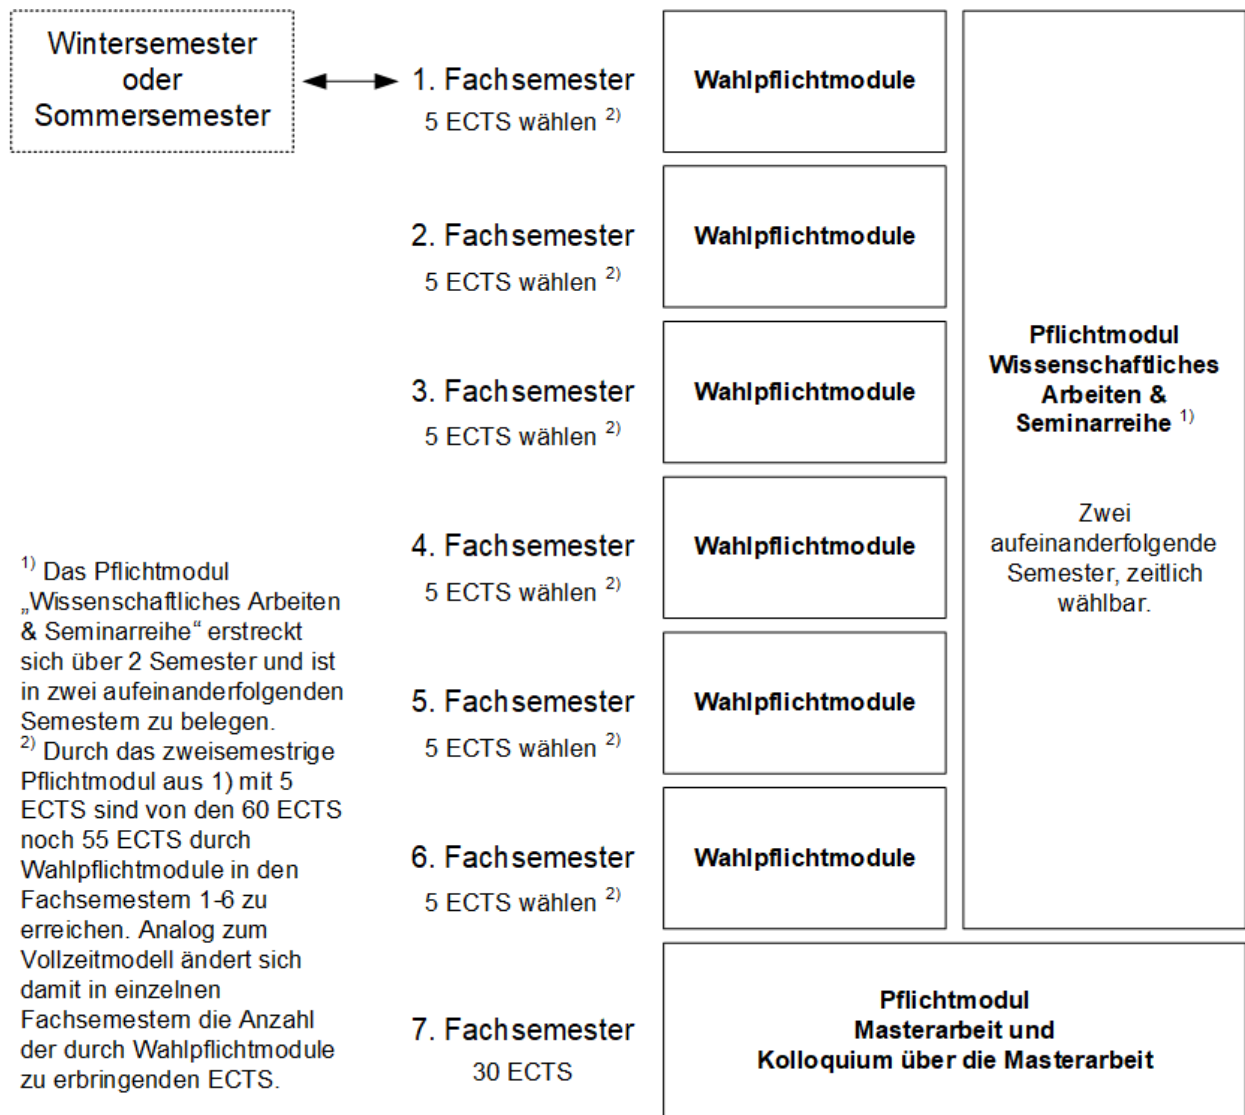 Wintersemester
oder
Sommersemester
1. Fachsemester
5 ECTS wählen 2)
Wahlpflichtmodule
2. Fachsemester
5 ECTS wählen 2)
Wahlpflichtmodule
3. Fachsemester
5 ECTS wählen 2)
Wahlpflichtmodule
4. Fachsemester
5 ECTS wählen 2)
Wahlpflichtmodule
5. Fachsemester
5 ECTS wählen 2)
Wahlpflichtmodule
6. Fachsemester
5 ECTS wählen 2)
Wahlpflichtmodule
Pflichtmodul
Wissenschaftliches
Arbeiten &
Seminarreihe 1)
Zwei
aufeinanderfolgende
Semester, zeitlich
wählbar.
7. Fachsemester
30 ECTS
Pflichtmodul
Masterarbeit und
Kolloquium über die Masterarbeit
1) Das Pflichtmodul
„Wissenschaftliches Arbeiten
& Seminarreihe“ erstreckt
sich über 2 Semester und ist
in zwei aufeinanderfolgenden
Semestern zu belegen.
2) Durch das zweisemestrige
Pflichtmodul aus 1) mit 5
ECTS sind von den 60 ECTS
noch 55 ECTS durch
Wahlpflichtmodule in den
Fachsemestern 1-6 zu
erreichen. Analog zum
Vollzeitmodell ändert sich
damit in einzelnen
Fachsemestern die Anzahl
der durch Wahlpflichtmodule
zu erbringenden ECTS.